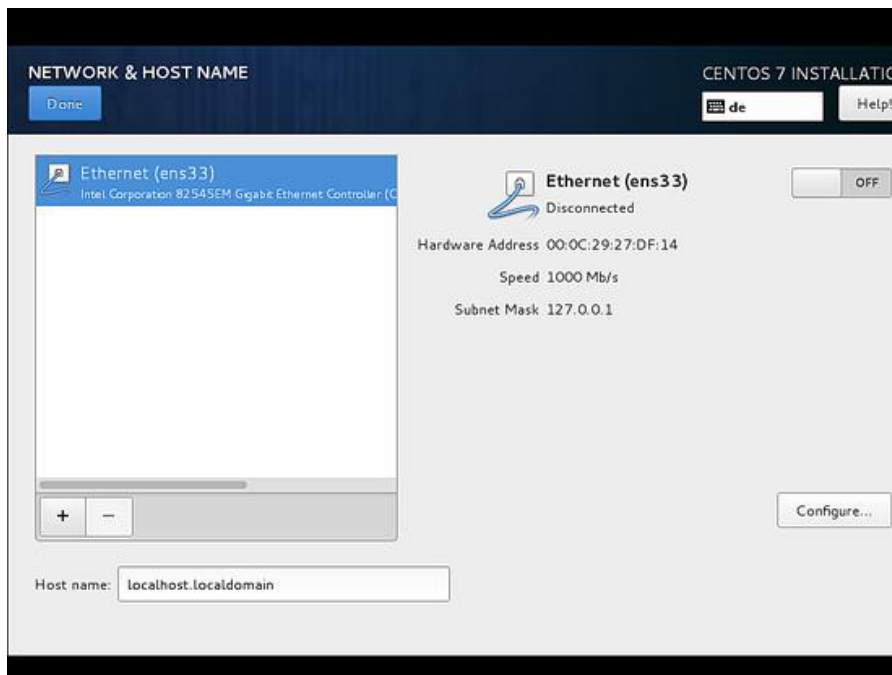 NETWORK & HOST NAME
CENTOS 7 INSTALLATIO
Done
de
Help!
Ethernet (ens33)
Intel Corporation 82545EM Gigabit Ethernet Controller (C
Ethernet (ens33)
Disconnected
OFF
Hardware Address 00:0C:29:27:DF:14
Speed 1000 Mb/s
Subnet Mask 127.0.0.1
+ −
Configure...
Host name: localhost.localdomain